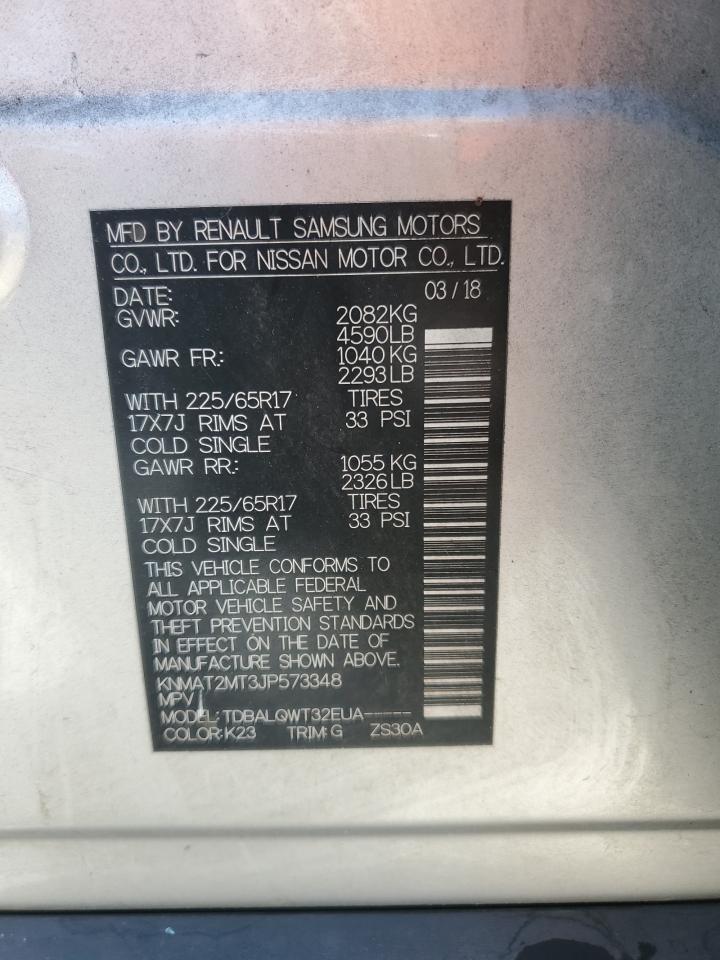 MFD BY RENAULT SAMSUNG MOTORS
CO., LTD. FOR NISSAN MOTOR CO., LTD.
DATE: 03 / 18
GVWR: 2082KG
4590LB
GAWR FR: 1040 KG
2293 LB
WITH 225/65R17 TIRES
17X7J RIMS AT 33 PSI
COLD SINGLE
GAWR RR: 1055 KG
2326 LB
WITH 225/65R17 TIRES
17X7J RIMS AT 33 PSI
COLD SINGLE
THIS VEHICLE CONFORMS TO
ALL APPLICABLE FEDERAL
MOTOR VEHICLE SAFETY AND
THEFT PREVENTION STANDARDS
IN EFFECT ON THE DATE OF
MANUFACTURE SHOWN ABOVE.
KNMAT2MT3JP573348
MPV
MODEL: TDBALQWT32EUA-----
COLOR: K23 TRIM: G ZS30A